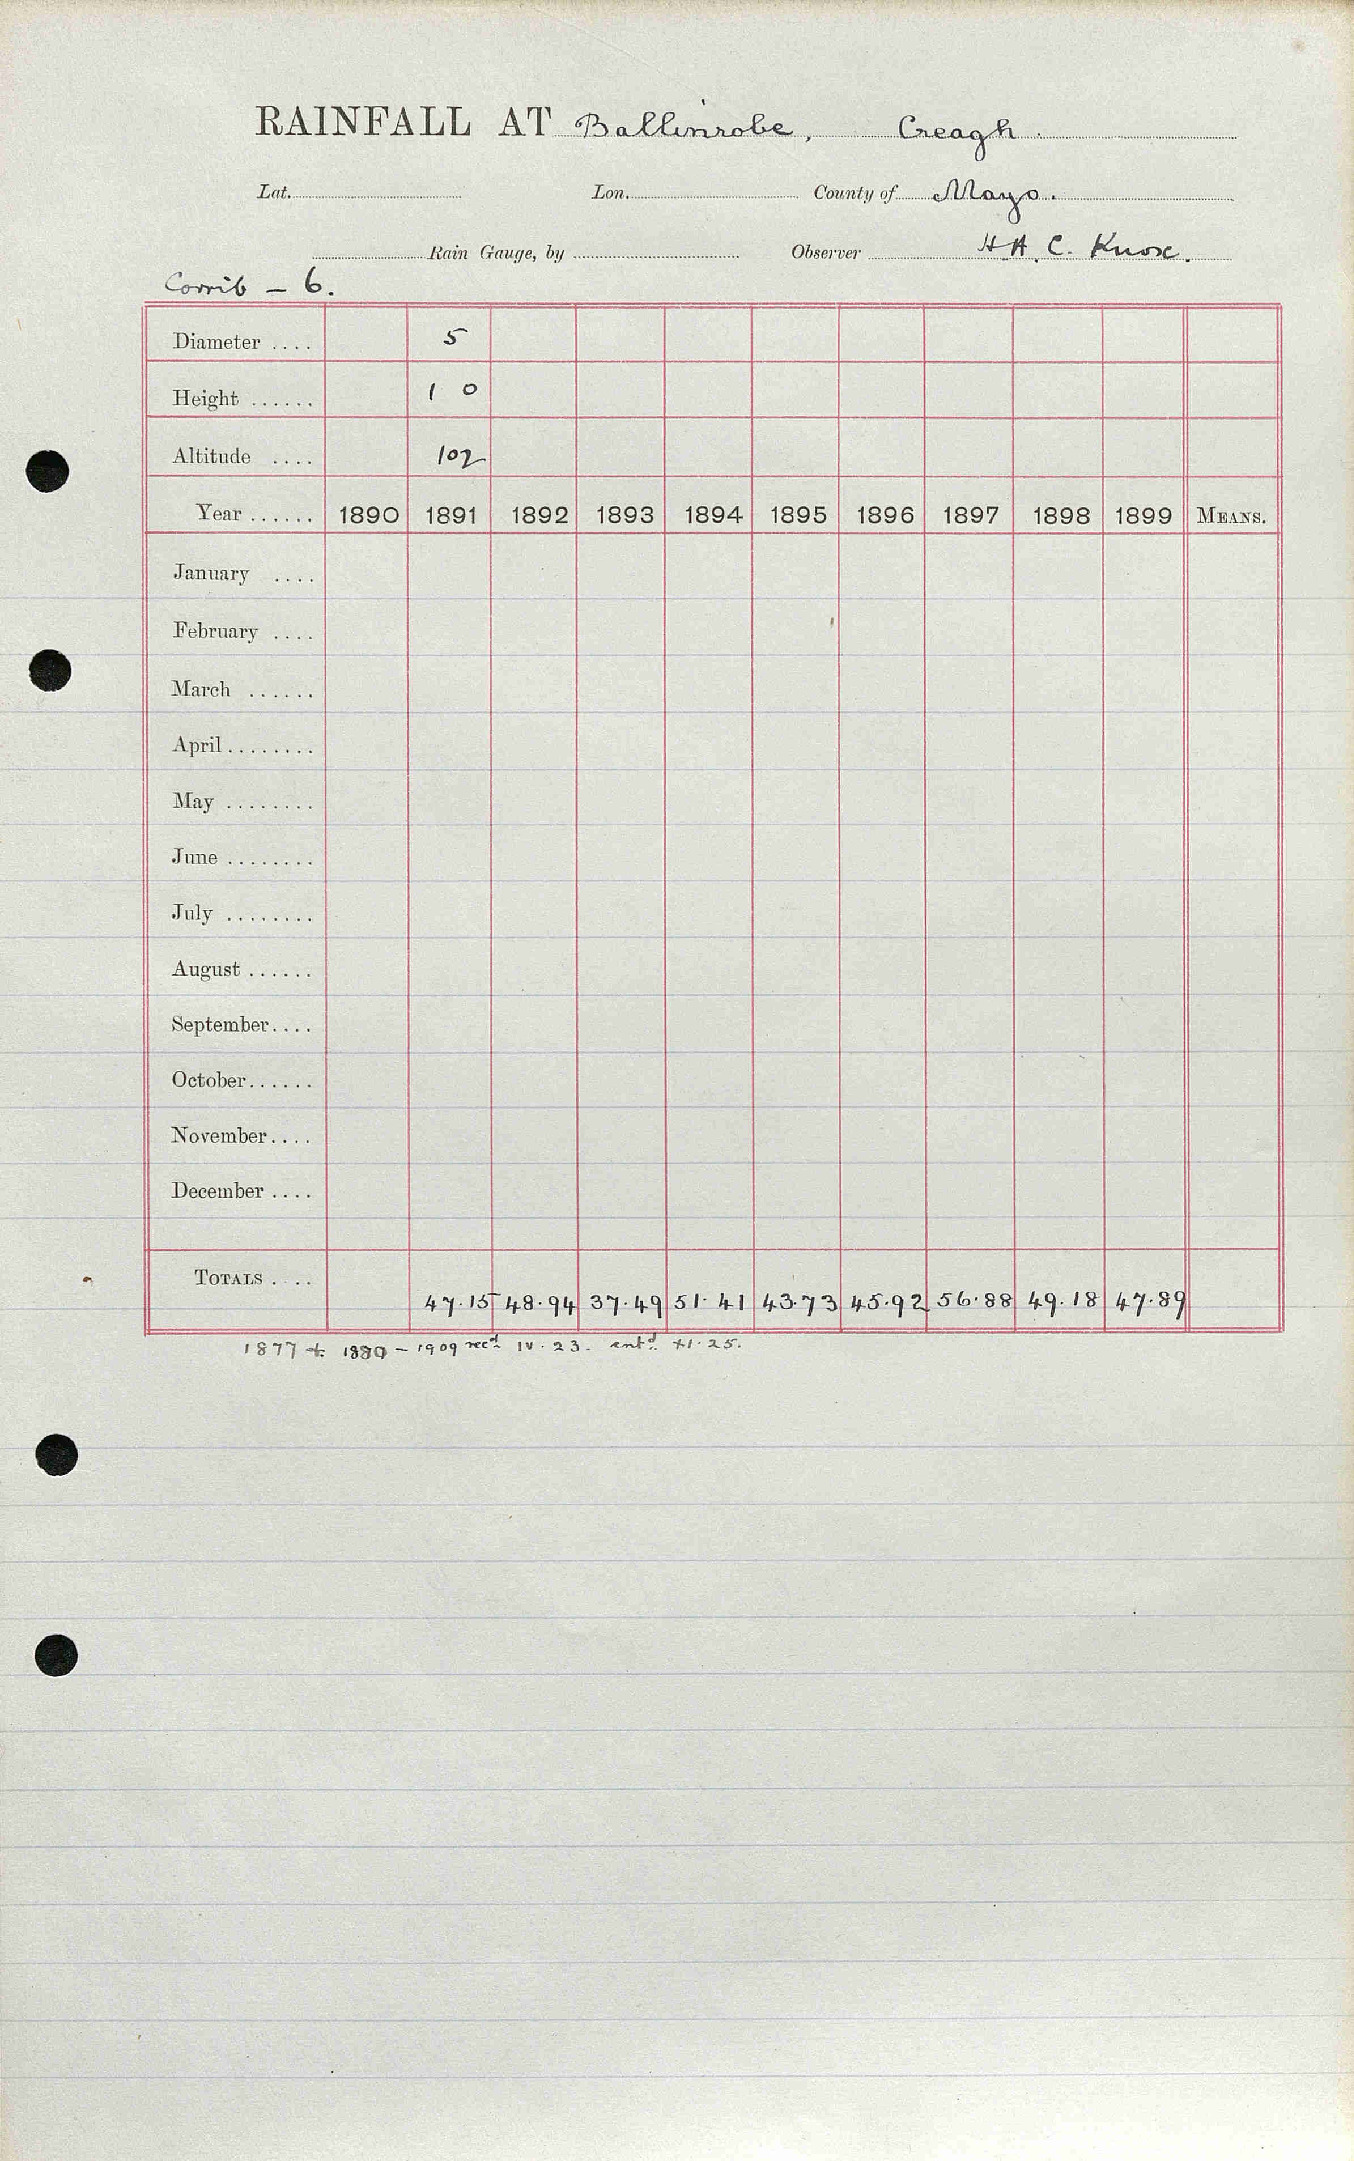 RAINFALL AT Ballinrobe, Creagh.
Lat. Lon. County of Mayo.
Rain Gauge, by Observer H.A.C. Knox.
Corrib - 6.
Diameter .... 5
Height ...... 1 0
Altitude .... 102
Year ...... 1890 1891 1892 1893 1894 1895 1896 1897 1898 1899 MEANS.
January ....
February ....
March ......
April ........
May ........
June ........
July ........
August ......
September....
October......
November....
December ....
TOTALS .... 47.15 48.94 37.49 51.41 43.73 45.92 56.88 49.18 47.89
1877 - 1909 recd IV.23. entd. XI.25.